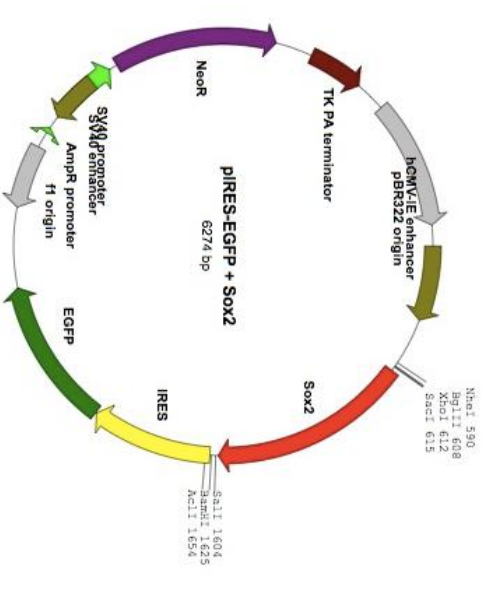 NheI 590
BglII 608
XhoI 612
SacI 615
hCMV-IE enhancer
pBR322 origin
TK PA terminator
Sox2
pIRES-EGFP + Sox2
6274 bp
SalI 1604
BamHI 1625
AclI 1654
NeoR
IRES
SV40 promoter
SV40 enhancer
AmpR promoter
f1 origin
EGFP